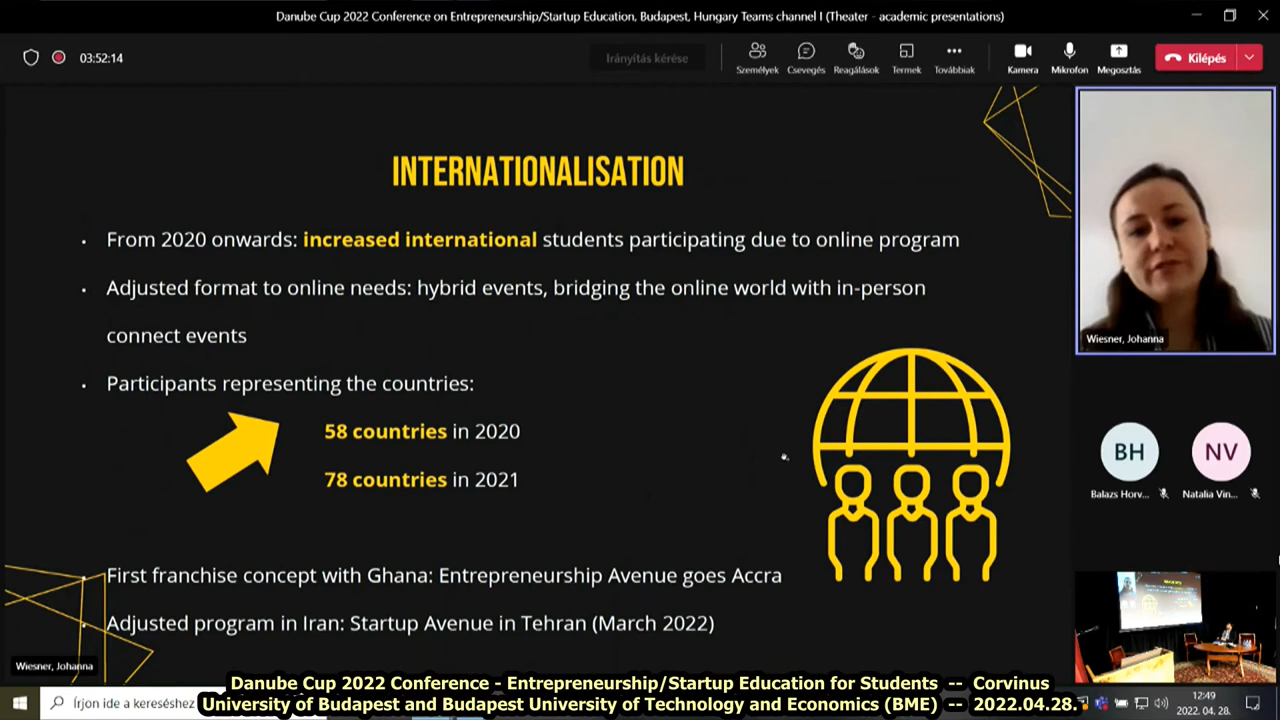 Danube Cup 2022 Conference on Entrepreneurship/Startup Education, Budapest, Hungary Teams channel I (Theater - academic presentations)
03:52:14
Irányítás kérése
Személyek
Csevegés
Reagálások
Termek
Továbbiak
Kamera
Mikrofon
Megosztás
Kilépés
INTERNATIONALISATION
• From 2020 onwards: increased international students participating due to online program
• Adjusted format to online needs: hybrid events, bridging the online world with in-person
connect events
• Participants representing the countries:
58 countries in 2020
78 countries in 2021
• First franchise concept with Ghana: Entrepreneurship Avenue goes Accra
• Adjusted program in Iran: Startup Avenue in Tehran (March 2022)
Wiesner, Johanna
BH
NV
Balazs Horv...
Natalia Vin...
Wiesner, Johanna
Danube Cup 2022 Conference - Entrepreneurship/Startup Education for Students -- Corvinus
University of Budapest and Budapest University of Technology and Economics (BME) -- 2022.04.28.
Írjon ide a kereséshez
12:49
2022. 04. 28.